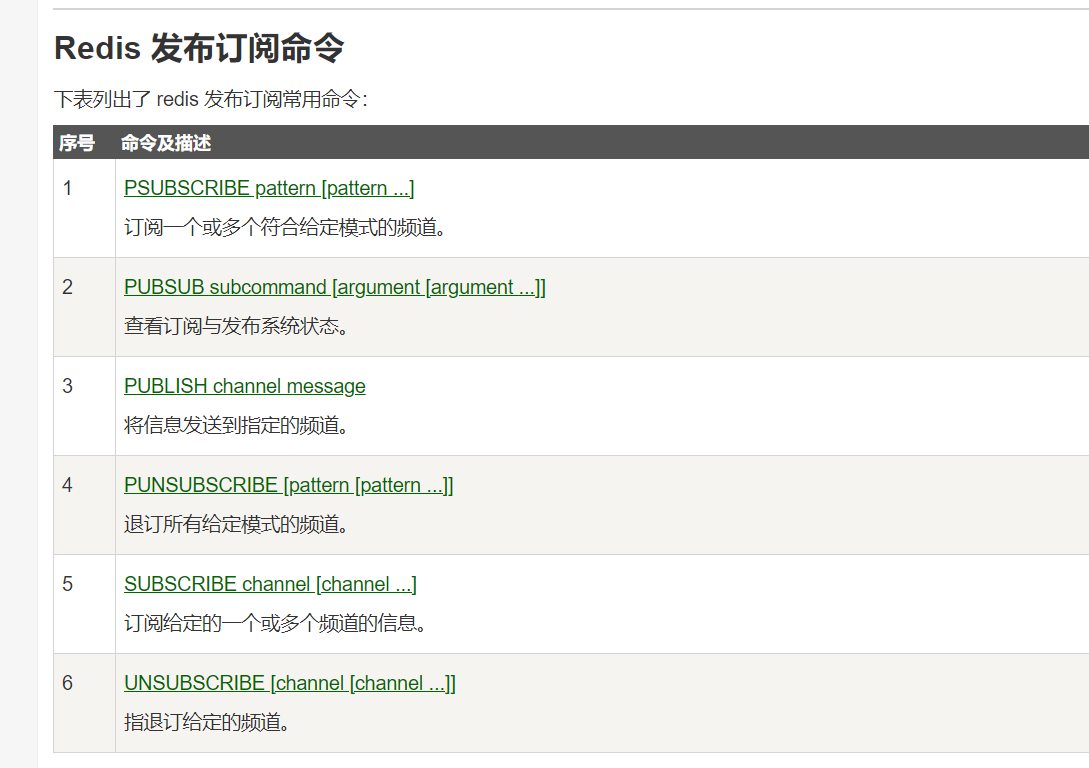 Redis 发布订阅命令
下表列出了 redis 发布订阅常用命令：
序号 命令及描述
1 PSUBSCRIBE pattern [pattern ...]
订阅一个或多个符合给定模式的频道。
2 PUBSUB subcommand [argument [argument ...]]
查看订阅与发布系统状态。
3 PUBLISH channel message
将信息发送到指定的频道。
4 PUNSUBSCRIBE [pattern [pattern ...]]
退订所有给定模式的频道。
5 SUBSCRIBE channel [channel ...]
订阅给定的一个或多个频道的信息。
6 UNSUBSCRIBE [channel [channel ...]]
指退订给定的频道。